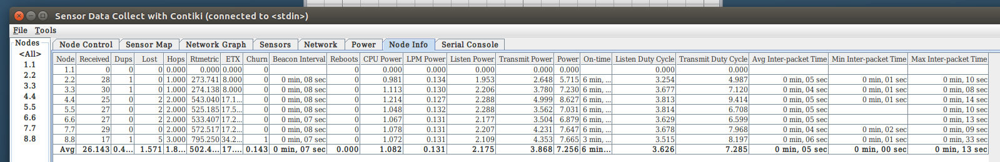 Sensor Data Collect with Contiki (connected to <stdin>)
File Tools
Nodes
<All>
1.1
2.2
3.3
4.4
5.5
6.6
7.7
8.8
Node Control Sensor Map Network Graph Sensors Network Power Node Info Serial Console
Node Received Dups Lost Hops Rtmetric ETX Churn Beacon Interval Reboots CPU Power LPM Power Listen Power Transmit Power Power On-time Listen Duty Cycle Transmit Duty Cycle Avg Inter-packet Time Min Inter-packet Time Max Inter-packet Time
1.1 0 0 0 0.000 0.000 0.000 0 0 0.000 0.000 0.000 0.000 0.000 0.000 0.000
2.2 28 1 0 1.000 273.741 8.000 0 0 min, 08 sec 0 0.981 0.134 1.953 2.648 5.715 6 min, ... 3.254 4.987 0 min, 05 sec 0 min, 01 sec 0 min, 10 sec
3.3 30 1 0 1.000 274.138 8.000 0 0 min, 08 sec 0 1.113 0.130 2.206 3.780 7.230 6 min, ... 3.677 7.120 0 min, 04 sec 0 min, 01 sec 0 min, 08 sec
4.4 25 0 2 2.000 543.040 17.1... 0 0 min, 08 sec 0 1.214 0.127 2.288 4.999 8.627 6 min, ... 3.813 9.414 0 min, 05 sec 0 min, 01 sec 0 min, 14 sec
5.5 27 0 2 2.000 525.185 17.5... 0 0 min, 08 sec 0 1.048 0.132 2.288 3.562 7.031 6 min, ... 3.814 6.708 0 min, 05 sec 0 min, 10 sec
6.6 27 0 2 2.000 533.407 17.2... 0 0 min, 07 sec 0 1.067 0.131 2.177 3.504 6.879 6 min, ... 3.629 6.599 0 min, 05 sec 0 min, 13 sec
7.7 29 0 0 2.000 572.517 17.2... 0 0 min, 08 sec 0 1.078 0.131 2.207 4.231 7.647 6 min, ... 3.678 7.968 0 min, 04 sec 0 min, 02 sec 0 min, 09 sec
8.8 17 1 5 3.000 795.250 34.2... 1 0 min, 07 sec 0 1.072 0.131 2.109 4.353 7.665 3 min, ... 3.515 8.197 0 min, 06 sec 0 min, 01 sec 0 min, 33 sec
Avg 26.143 0.4... 1.571 1.8... 502.4... 17.... 0.143 0 min, 07 sec 0.000 1.082 0.131 2.175 3.868 7.256 6 min... 3.626 7.285 0 min, 05 sec 0 min, 00 sec 0 min, 13 sec